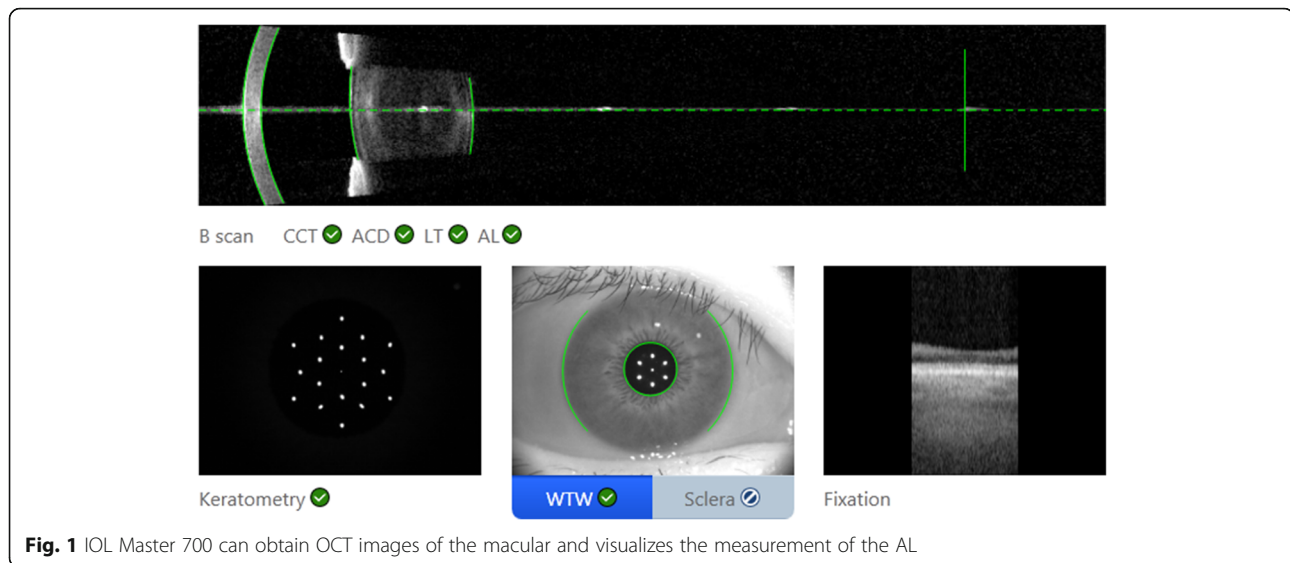 B scan CCT ACD LT AL
Keratometry WTW Sclera Fixation
Fig. 1 IOL Master 700 can obtain OCT images of the macular and visualizes the measurement of the AL